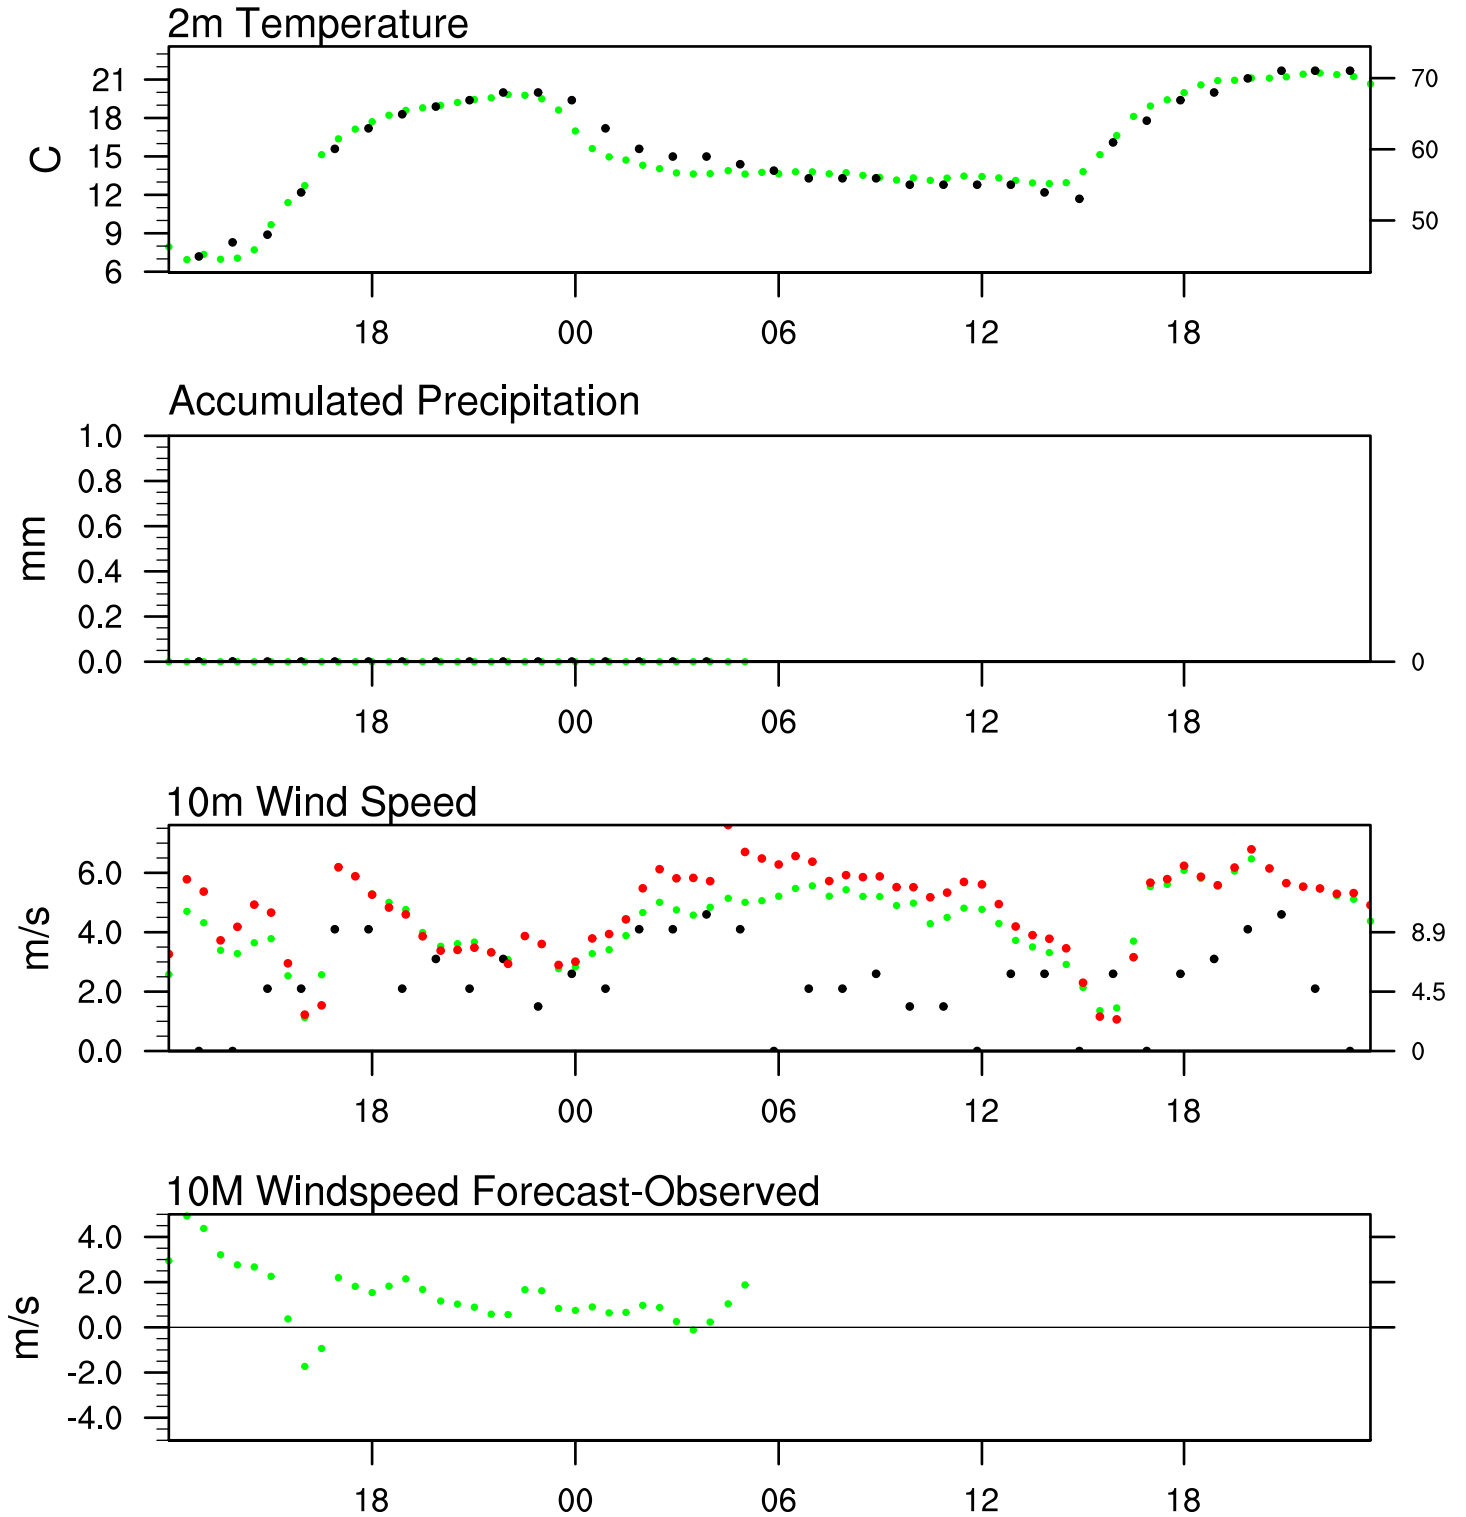 2m Temperature
21
70
18
C
15
60
12
9
50
6
18 00 06 12 18
Accumulated Precipitation
1.0
0.8
0.6
mm
0.4
0.2
0.0 0
18 00 06 12 18
10m Wind Speed
6.0
m/s
4.0 8.9
2.0 4.5
0.0 0
18 00 06 12 18
10M Windspeed Forecast-Observed
4.0
2.0
m/s
0.0
-2.0
-4.0
18 00 06 12 18